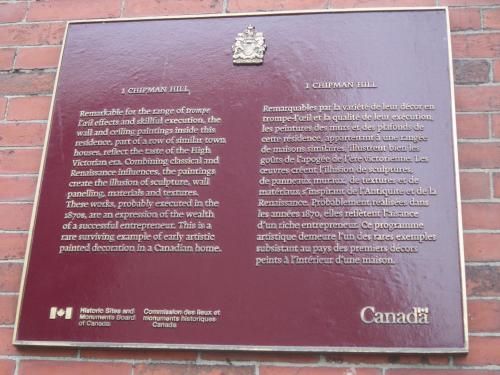 1 CHIPMAN HILL
Remarkable for the range of trompe
l'œil effects and skillful execution, the
wall and ceiling paintings inside this
residence, part of a row of similar town
houses, reflect the taste of the High
Victorian era. Combining classical and
Renaissance influences, the paintings
create the illusion of sculpture, wall
panelling, materials and textures.
These works, probably executed in the
1870s, are an expression of the wealth
of a successful entrepreneur. This is a
rare surviving example of early artistic
painted decoration in a Canadian home.
1 CHIPMAN HILL
Remarquables par la variété de leur décor en
trompe-l'œil et la qualité de leur exécution,
les peintures des murs et des plafonds de
cette résidence, appartenant à une rangée
de maisons similaires, illustrent bien les
goûts de l'apogée de l'ère victorienne. Les
œuvres créent l'illusion de sculptures,
de panneaux muraux, de textures et de
matériaux s'inspirant de l'Antiquité et de la
Renaissance. Probablement réalisées dans
les années 1870, elles reflètent l'aisance
d'un riche entrepreneur. Ce programme
artistique demeure l'un des rares exemples
subsistant au pays des premiers décors
peints à l'intérieur d'une maison.
Historic Sites and
Monuments Board
of Canada
Commission des lieux et
monuments historiques
Canada
Canada